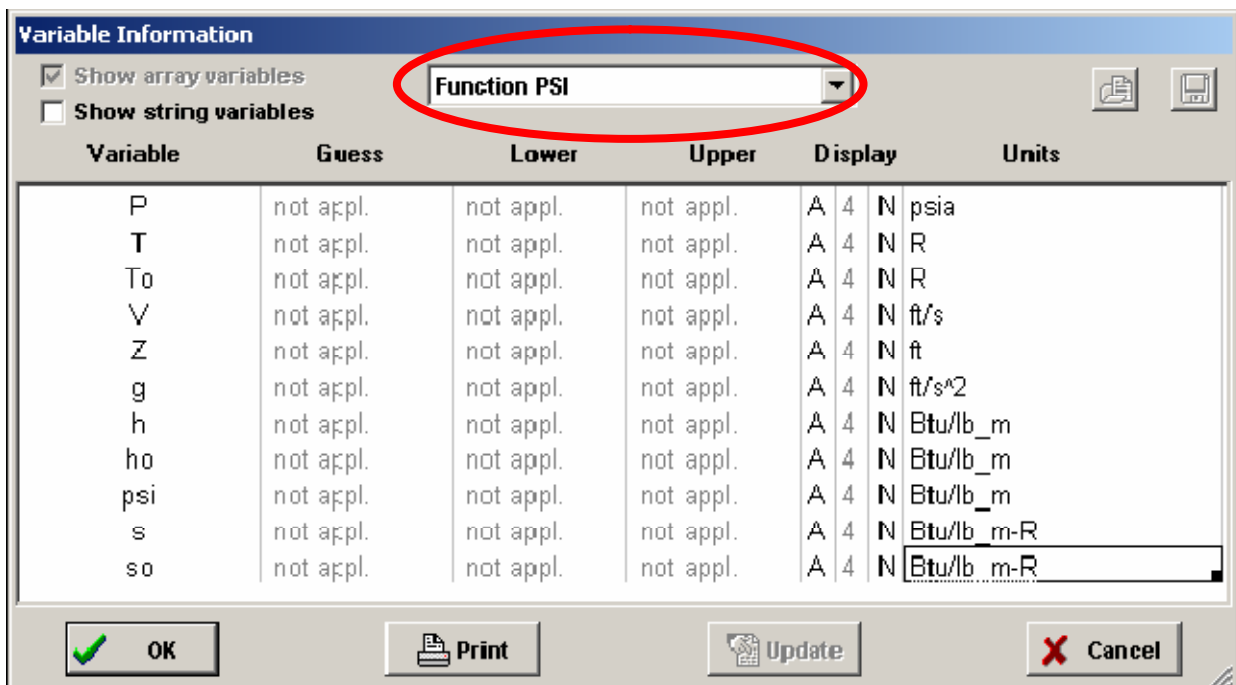 Variable Information
Show array variables
Function PSI
Show string variables
Variable Guess Lower Upper Display Units
P not appl. not appl. not appl. A 4 N psia
T not appl. not appl. not appl. A 4 N R
To not appl. not appl. not appl. A 4 N R
V not appl. not appl. not appl. A 4 N ft/s
Z not appl. not appl. not appl. A 4 N ft
g not appl. not appl. not appl. A 4 N ft/s^2
h not appl. not appl. not appl. A 4 N Btu/lb_m
ho not appl. not appl. not appl. A 4 N Btu/lb_m
psi not appl. not appl. not appl. A 4 N Btu/lb_m
s not appl. not appl. not appl. A 4 N Btu/lb_m-R
so not appl. not appl. not appl. A 4 N Btu/lb_m-R
OK Print Update Cancel